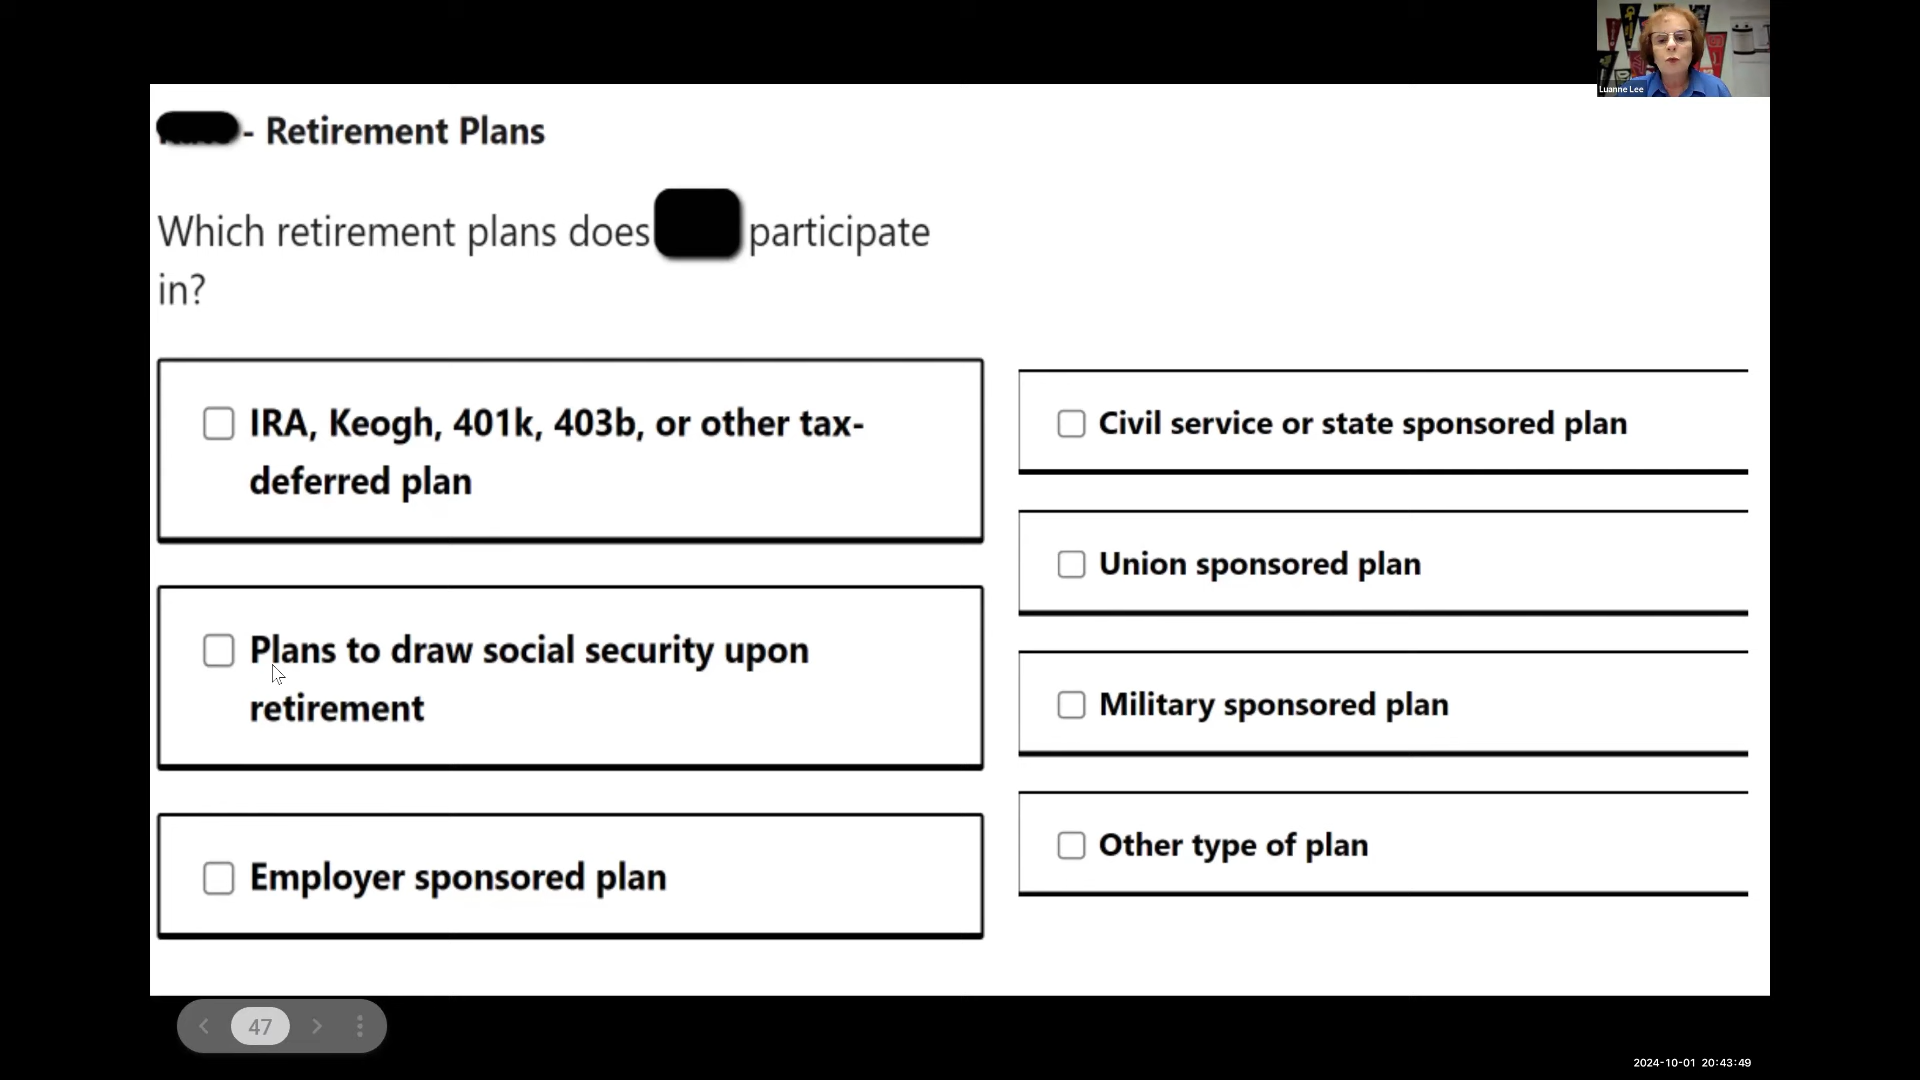 - Retirement Plans
Which retirement plans does participate
in?
IRA, Keogh, 401k, 403b, or other tax-
deferred plan
Plans to draw social security upon
retirement
Employer sponsored plan
Civil service or state sponsored plan
Union sponsored plan
Military sponsored plan
Other type of plan
Luanne Lee
47
2024-10-01 20:43:49